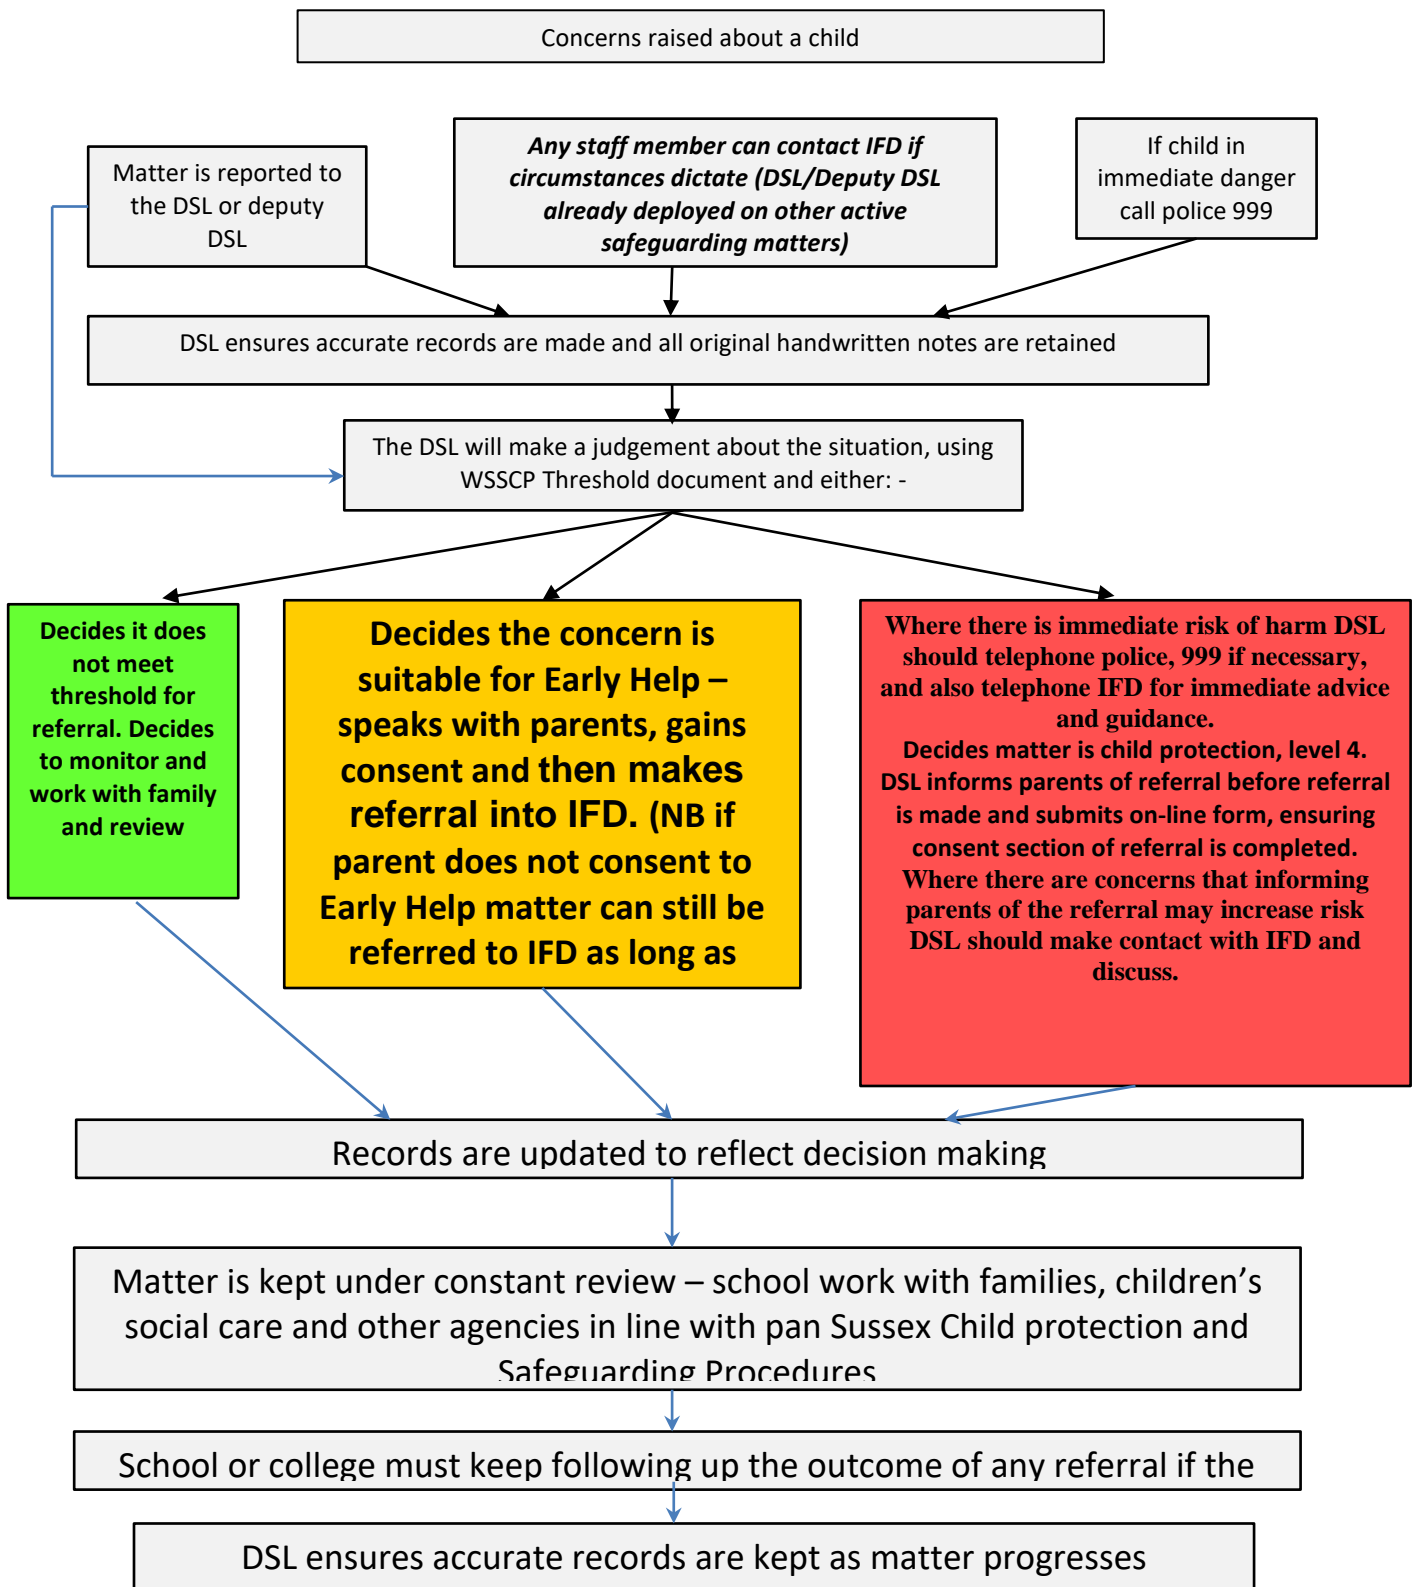 Concerns raised about a child
Matter is reported to
the DSL or deputy
DSL
Any staff member can contact IFD if
circumstances dictate (DSL/Deputy DSL
already deployed on other active
safeguarding matters)
If child in
immediate danger
call police 999
DSL ensures accurate records are made and all original handwritten notes are retained
The DSL will make a judgement about the situation, using
WSSCP Threshold document and either: -
Decides it does
not meet
threshold for
referral. Decides
to monitor and
work with family
and review
Decides the concern is
suitable for Early Help –
speaks with parents, gains
consent and then makes
referral into IFD. (NB if
parent does not consent to
Early Help matter can still be
referred to IFD as long as
Where there is immediate risk of harm DSL
should telephone police, 999 if necessary,
and also telephone IFD for immediate advice
and guidance.
Decides matter is child protection, level 4.
DSL informs parents of referral before referral
is made and submits on-line form, ensuring
consent section of referral is completed.
Where there are concerns that informing
parents of the referral may increase risk
DSL should make contact with IFD and
discuss.
Records are updated to reflect decision making
Matter is kept under constant review – school work with families, children’s
social care and other agencies in line with pan Sussex Child protection and
Safeguarding Procedures
School or college must keep following up the outcome of any referral if the
DSL ensures accurate records are kept as matter progresses